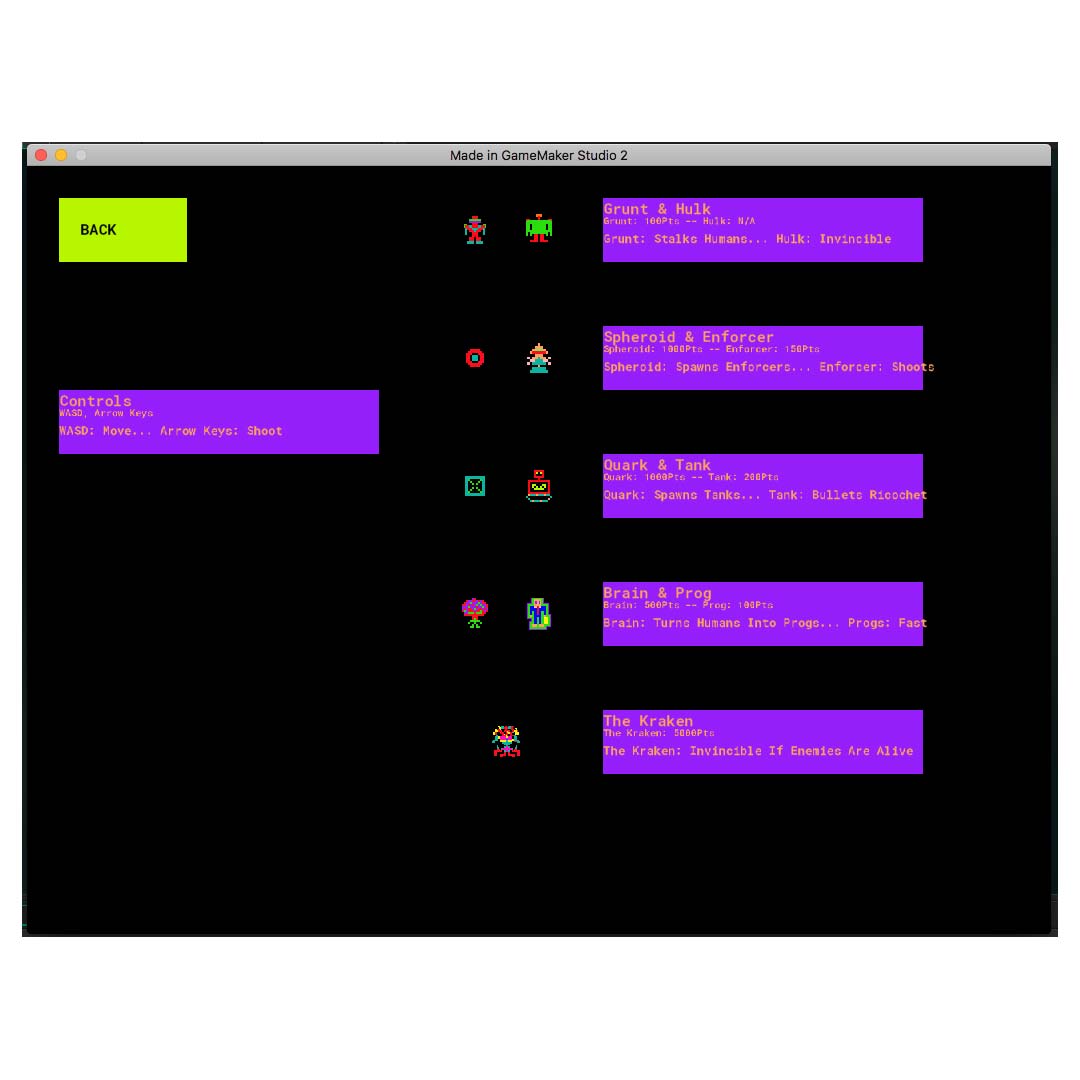 Made in GameMaker Studio 2
BACK
Grunt & Hulk
Grunt: 100Pts -- Hulk: N/A
Grunt: Stalks Humans... Hulk: Invincible
Spheroid & Enforcer
Spheroid: 1000Pts -- Enforcer: 150Pts
Spheroid: Spawns Enforcers... Enforcer: Shoots
Controls
WASD, Arrow Keys
WASD: Move... Arrow Keys: Shoot
Quark & Tank
Quark: 1000Pts -- Tank: 200Pts
Quark: Spawns Tanks... Tank: Bullets Ricochet
Brain & Prog
Brain: 500Pts -- Prog: 100Pts
Brain: Turns Humans Into Progs... Progs: Fast
The Kraken
The Kraken: 5000Pts
The Kraken: Invincible If Enemies Are Alive